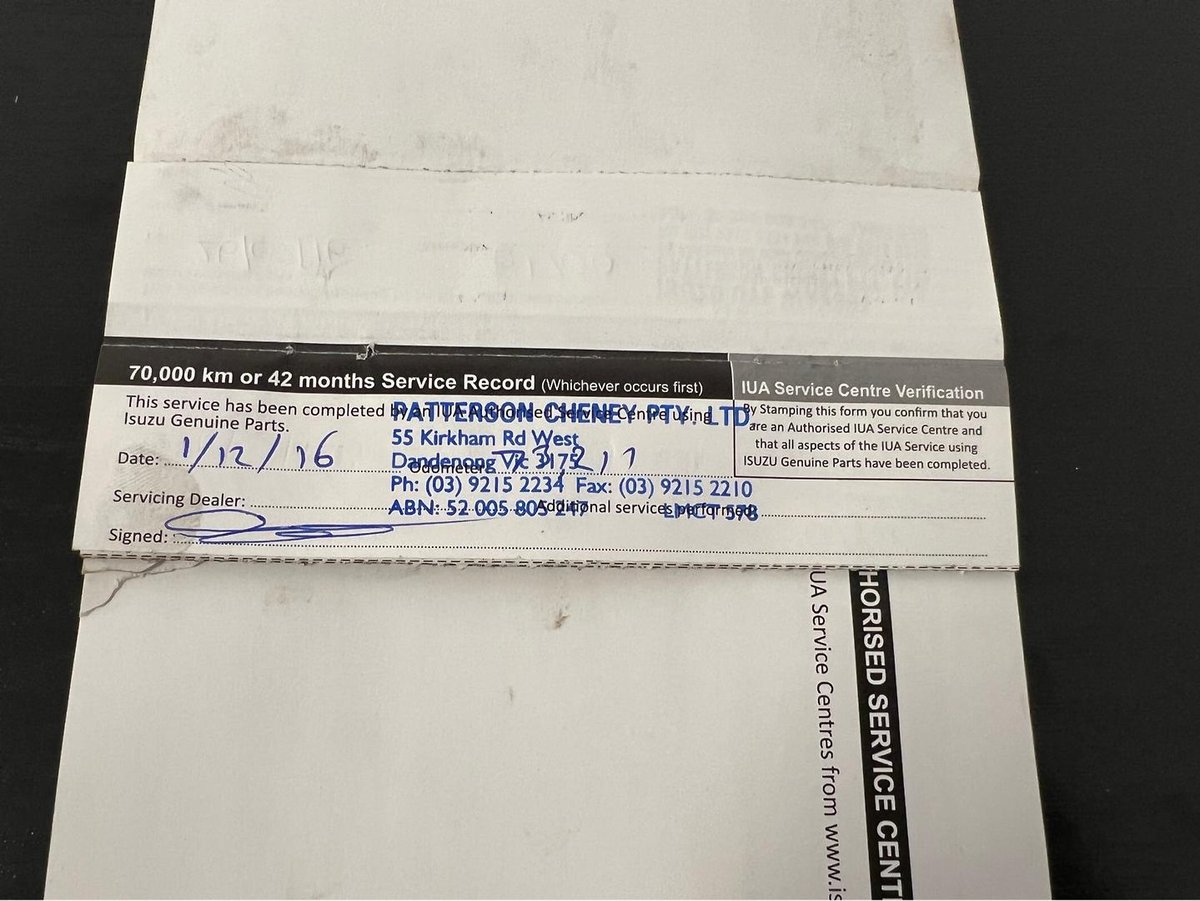 70,000 km or 42 months Service Record (Whichever occurs first)
IUA Service Centre Verification
This service has been completed by an IUA Authorised Service Centre using
Isuzu Genuine Parts.
PATTERSON CHENEY PTY. LTD
55 Kirkham Rd West
Dandenong Vic 3175
Ph: (03) 9215 2234 Fax: (03) 9215 2210
ABN: 52 005 805 247 LMCT 578
By Stamping this form you confirm that you
are an Authorised IUA Service Centre and
that all aspects of the IUA Service using
ISUZU Genuine Parts have been completed.
Date: 1/12/16
Odometer:
Servicing Dealer:
Additional services performed:
Signed:
HORISED SERVICE CENT
UA Service Centres from www.is